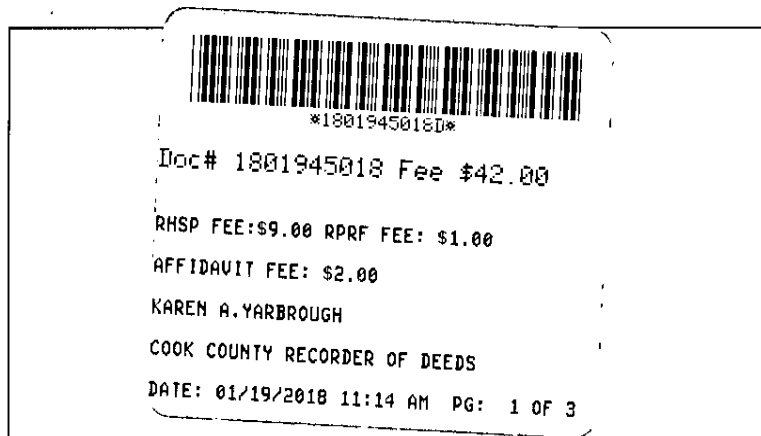 *1801945018D*
Doc# 1801945018 Fee $42.00
RHSP FEE:$9.00 RPRF FEE: $1.00
AFFIDAVIT FEE: $2.00
KAREN A.YARBROUGH
COOK COUNTY RECORDER OF DEEDS
DATE: 01/19/2018 11:14 AM PG: 1 OF 3